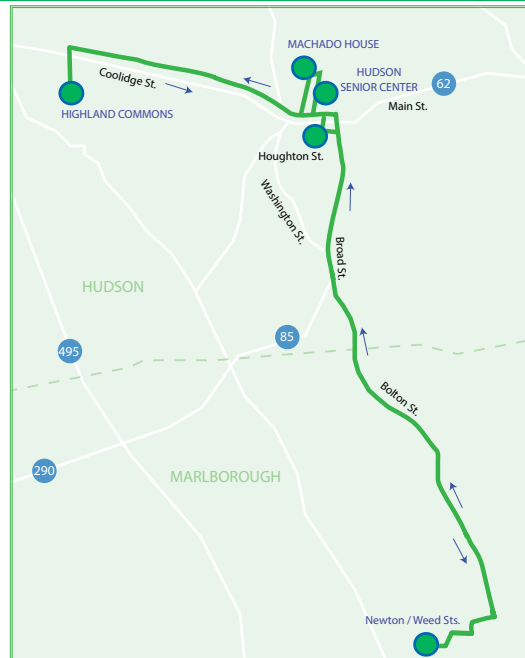 MACHADO HOUSE
HUDSON
SENIOR CENTER
62
Coolidge St.
Main St.
HIGHLAND COMMONS
Houghton St.
Washington St.
Broad St.
HUDSON
85
495
Bolton St.
290
MARLBOROUGH
Newton / Weed Sts.